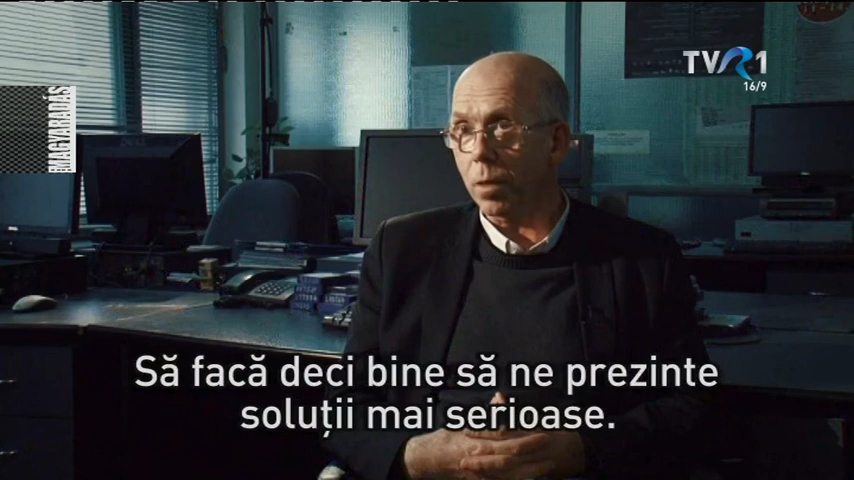 TVR1
16/9
MAGYARADÁS
Să facă deci bine să ne prezinte
soluții mai serioase.